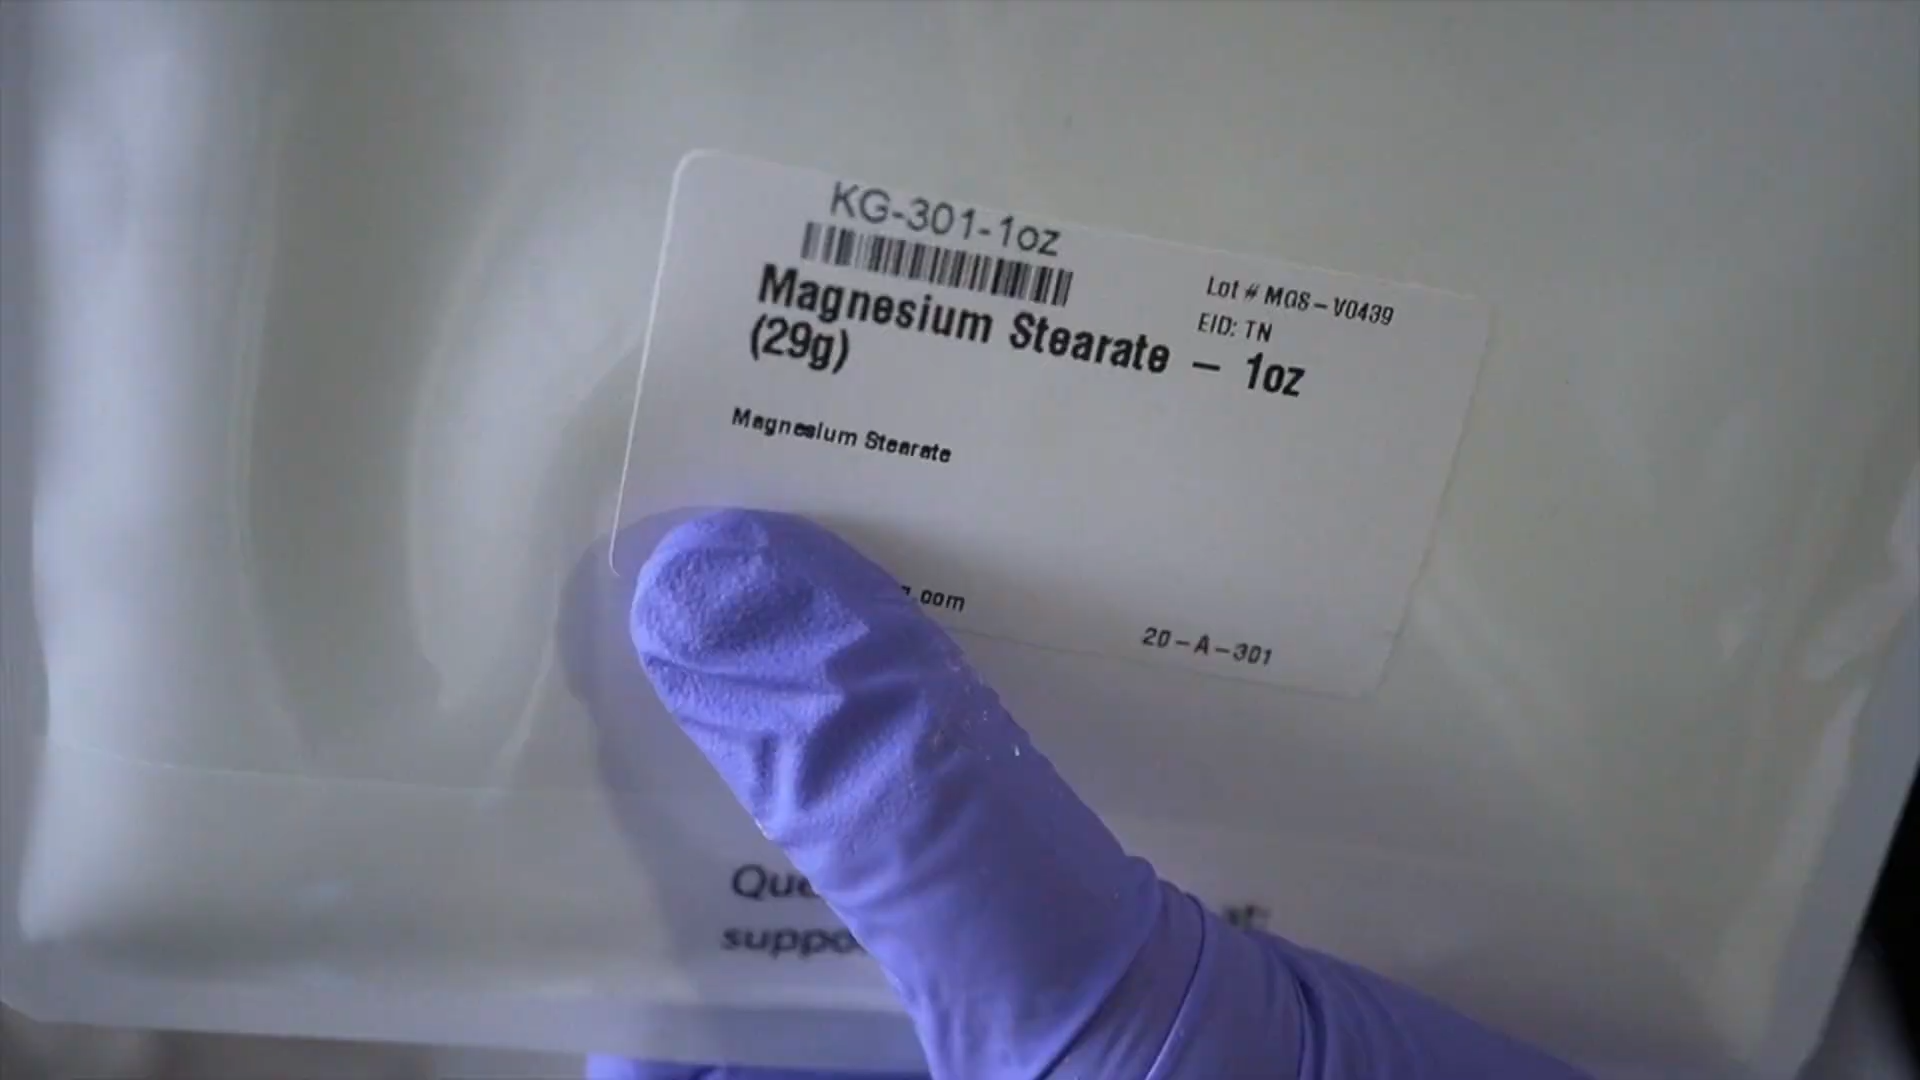 KG-301-1oz
Lot # MGS-V0439
EID: TN
Magnesium Stearate - 1oz
(29g)
Magnesium Stearate
.com
20-A-301